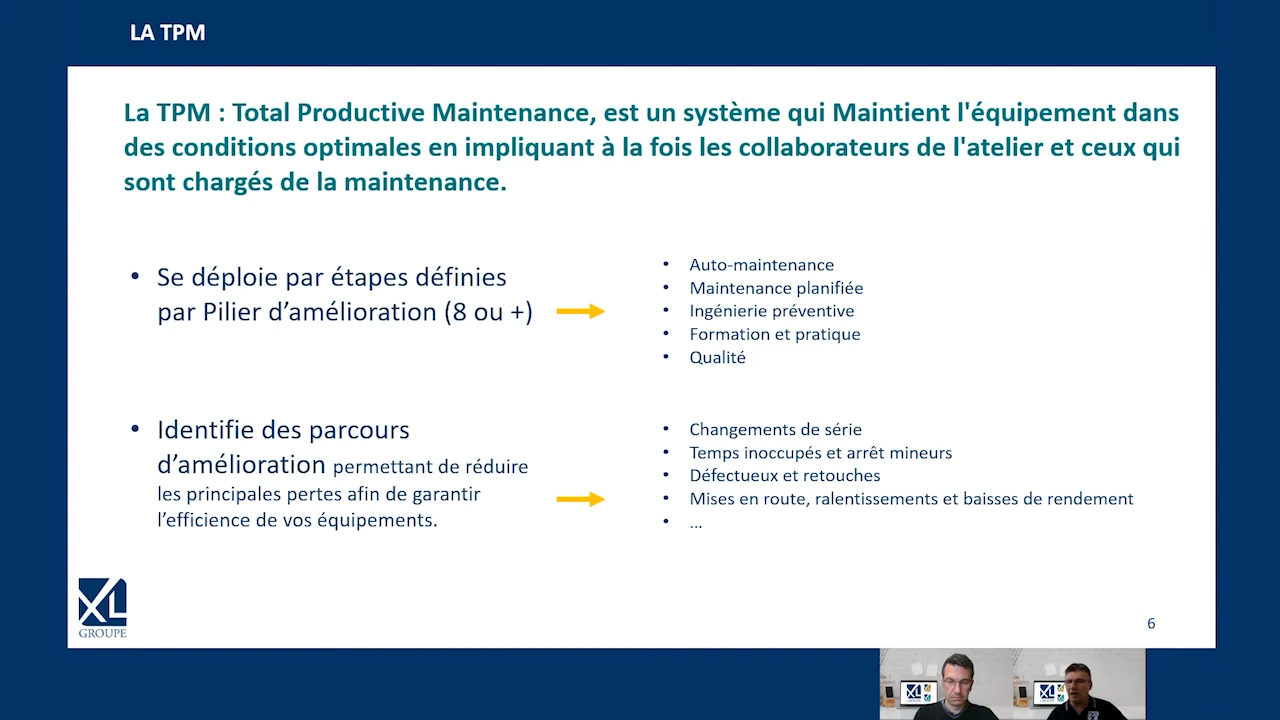 LA TPM
La TPM : Total Productive Maintenance, est un système qui Maintient l'équipement dans
des conditions optimales en impliquant à la fois les collaborateurs de l'atelier et ceux qui
sont chargés de la maintenance.
• Se déploie par étapes définies
par Pilier d’amélioration (8 ou +)
• Auto-maintenance
• Maintenance planifiée
• Ingénierie préventive
• Formation et pratique
• Qualité
• Identifie des parcours
d’amélioration permettant de réduire
les principales pertes afin de garantir
l’efficience de vos équipements.
• Changements de série
• Temps inoccupés et arrêt mineurs
• Défectueux et retouches
• Mises en route, ralentissements et baisses de rendement
• ...
XL
GROUPE
6
XL
XL